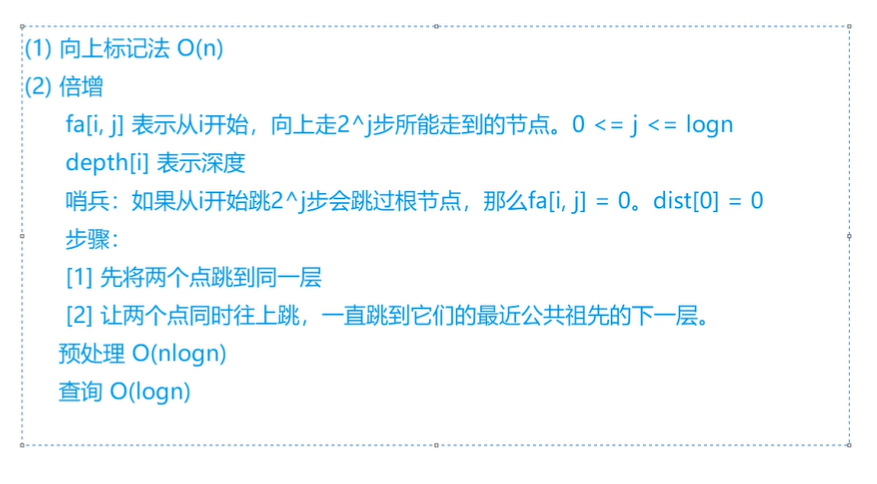 (1) 向上标记法 O(n)
(2) 倍增
fa[i, j] 表示从i开始，向上走2^j步所能走到的节点。0 <= j <= logn
depth[i] 表示深度
哨兵：如果从i开始跳2^j步会跳过根节点，那么fa[i, j] = 0。dist[0] = 0
步骤：
[1] 先将两个点跳到同一层
[2] 让两个点同时往上跳，一直跳到它们的最近公共祖先的下一层。
预处理 O(nlogn)
查询 O(logn)